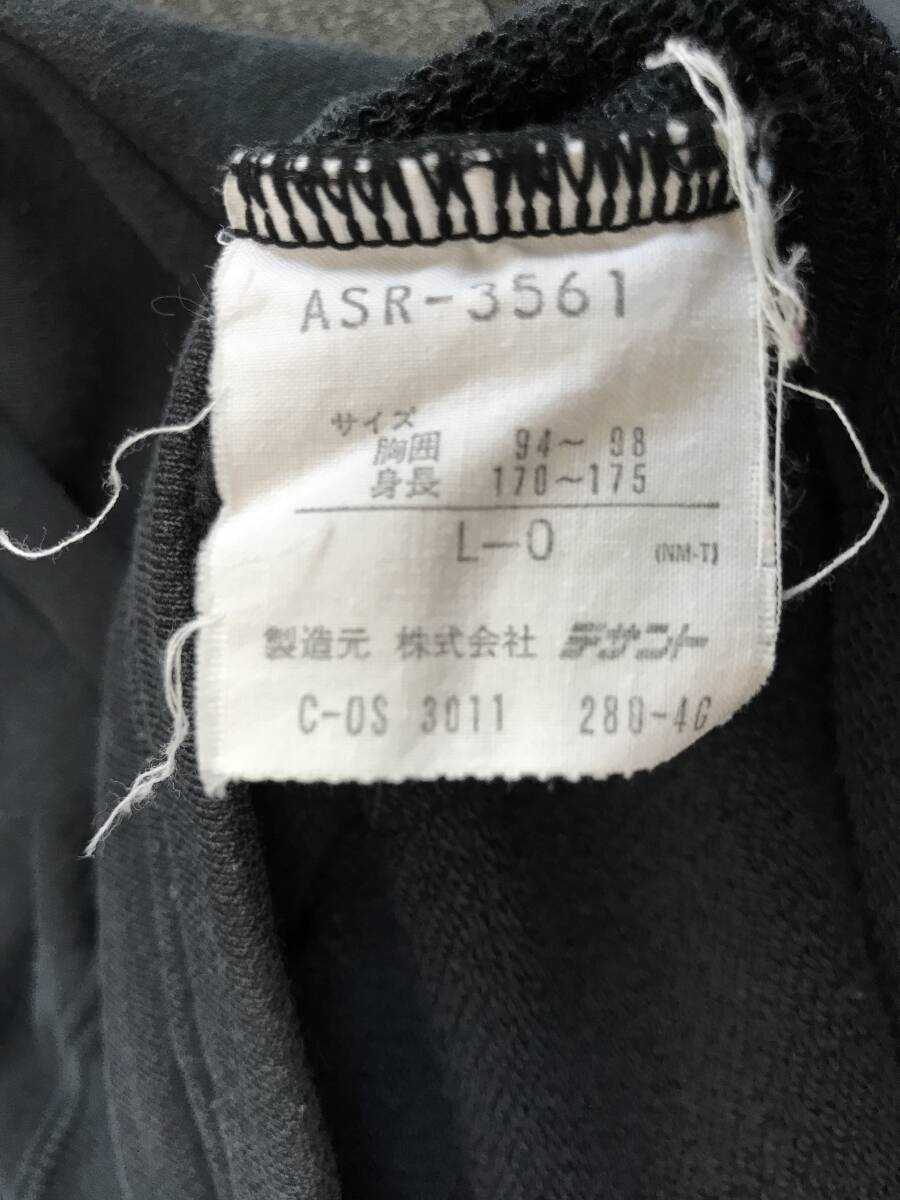 ASR-3561
サイズ
胸囲 94〜98
身長 170〜175
L-O (NM-T)
製造元 株式会社 デサント
C-OS 3011 280-4G